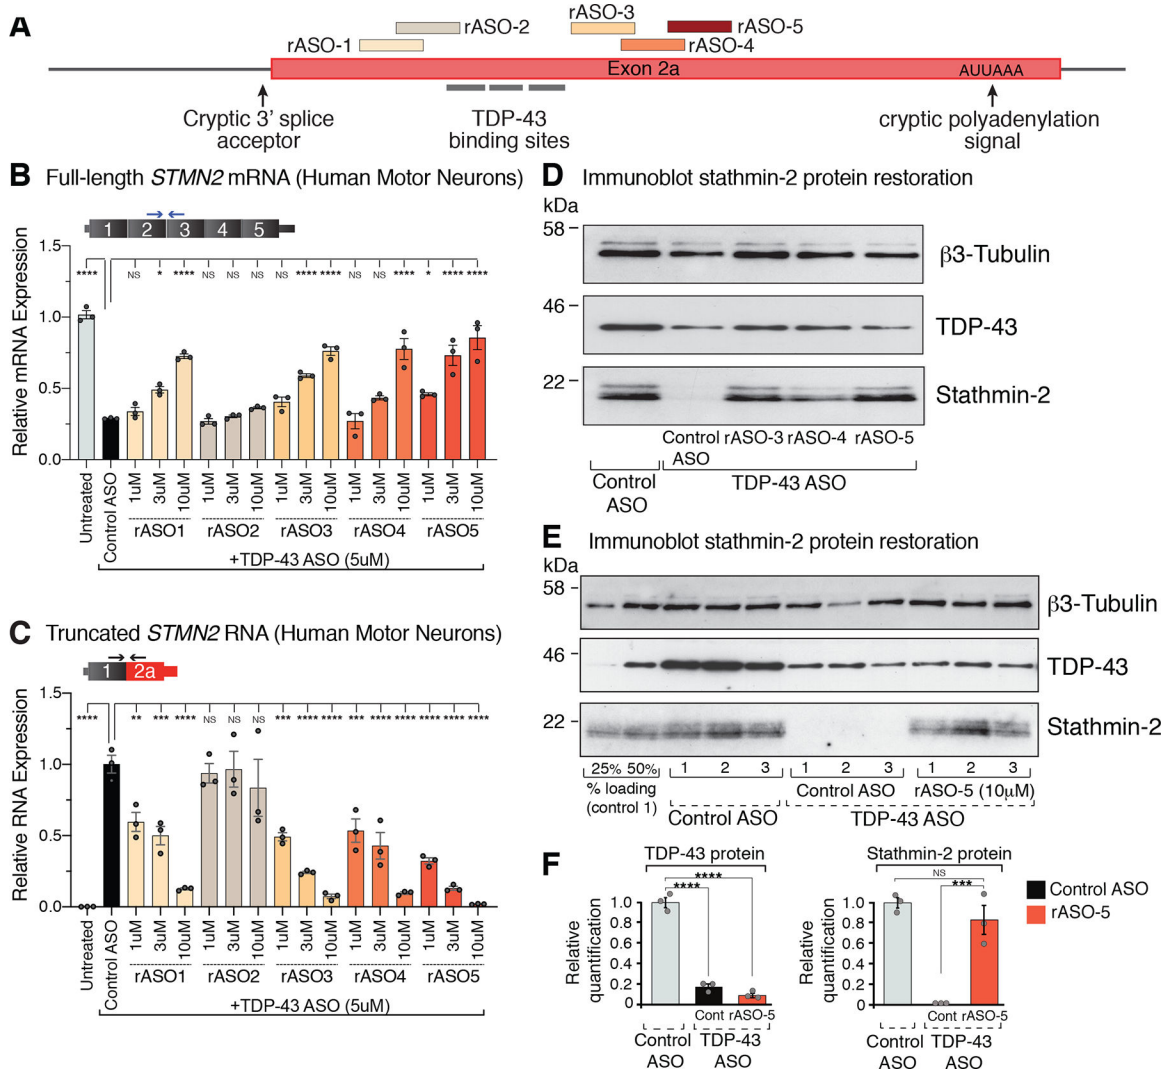 A
rASO-1
rASO-2
rASO-3
rASO-4
rASO-5
Exon 2a
AUUAAA
Cryptic 3’ splice
acceptor
TDP-43
binding sites
cryptic polyadenylation
signal
B Full-length STMN2 mRNA (Human Motor Neurons)
1 2 3 4 5
Relative mRNA Expression
1.5
1.0
0.5
0.0
**** NS * **** NS NS NS NS **** **** NS NS **** * **** ****
Untreated
Control ASO
1uM 3uM 10uM 1uM 3uM 10uM 1uM 3uM 10uM 1uM 3uM 10uM 1uM 3uM 10uM
rASO1 rASO2 rASO3 rASO4 rASO5
+TDP-43 ASO (5uM)
C Truncated STMN2 RNA (Human Motor Neurons)
1 2a
Relative RNA Expression
1.5
1.0
0.5
0.0
**** ** *** **** NS NS NS *** **** **** *** **** **** **** **** ****
Untreated
Control ASO
1uM 3uM 10uM 1uM 3uM 10uM 1uM 3uM 10uM 1uM 3uM 10uM 1uM 3uM 10uM
rASO1 rASO2 rASO3 rASO4 rASO5
+TDP-43 ASO (5uM)
D Immunoblot stathmin-2 protein restoration
kDa
58
β3-Tubulin
46
TDP-43
22
Stathmin-2
Control rASO-3 rASO-4 rASO-5
ASO
Control
ASO
TDP-43 ASO
E Immunoblot stathmin-2 protein restoration
kDa
58
β3-Tubulin
46
TDP-43
22
Stathmin-2
25% 50% 1 2 3 1 2 3 1 2 3
% loading
(control 1)
Control ASO
Control ASO
rASO-5 (10μM)
TDP-43 ASO
F
TDP-43 protein
****
****
Relative
quantification
1.0
0.8
0.6
0.4
0.2
0
Cont rASO-5
Control
ASO
TDP-43
ASO
Stathmin-2 protein
NS
***
Relative
quantification
1.0
0.8
0.6
0.4
0.2
0
Cont rASO-5
Control
ASO
TDP-43
ASO
Control ASO
rASO-5